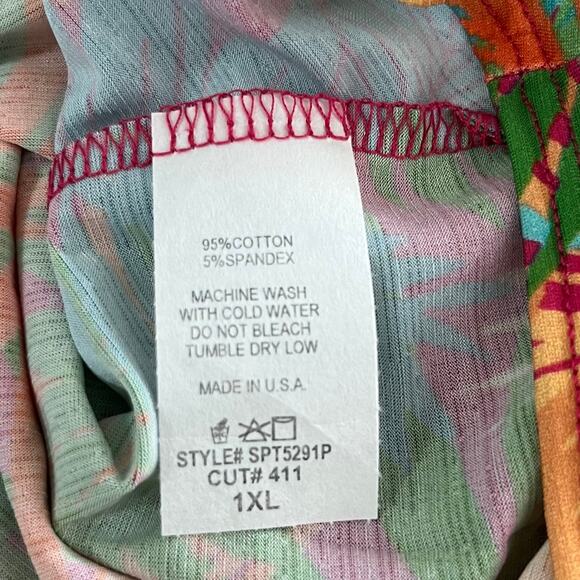 95%COTTON
5%SPANDEX
MACHINE WASH
WITH COLD WATER
DO NOT BLEACH
TUMBLE DRY LOW
MADE IN U.S.A.
STYLE# SPT5291P
CUT# 411
1XL